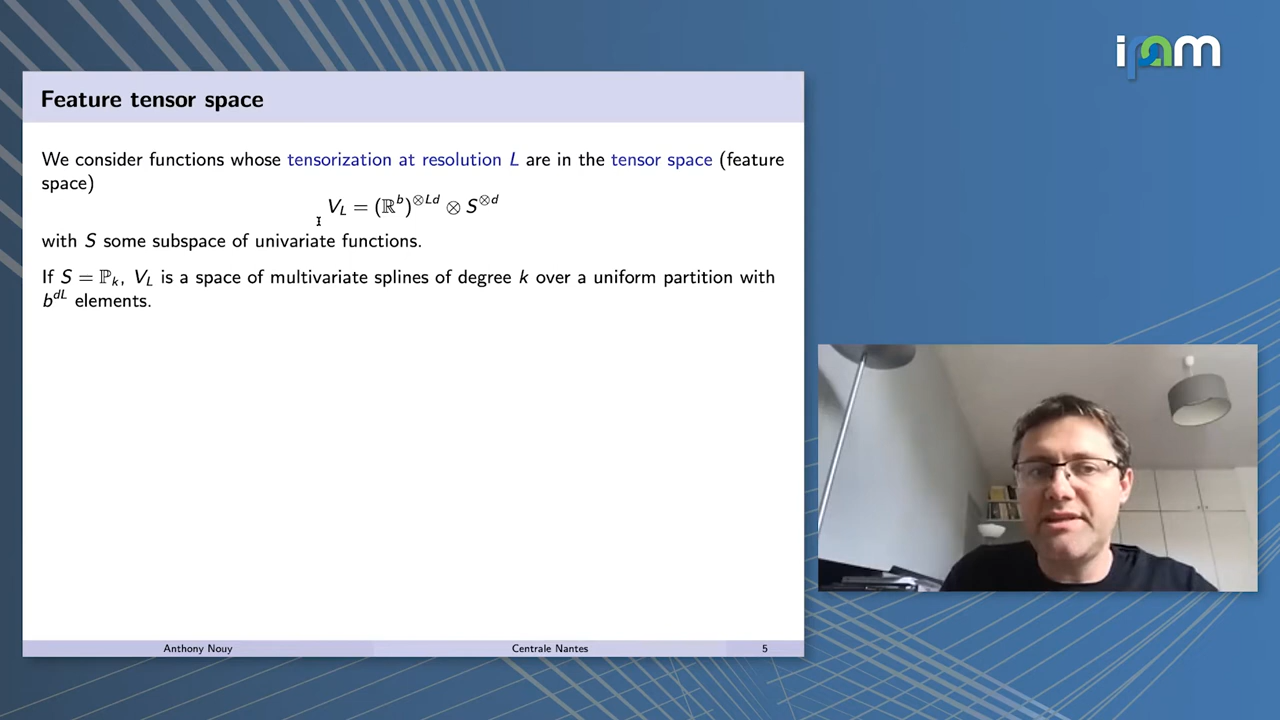 ipam
Feature tensor space
We consider functions whose tensorization at resolution L are in the tensor space (feature
space)
V_L = (ℝ^b)^{⊗Ld} ⊗ S^{⊗d}
with S some subspace of univariate functions.
If S = ℙ_k, V_L is a space of multivariate splines of degree k over a uniform partition with
b^{dL} elements.
Anthony Nouy
Centrale Nantes
5